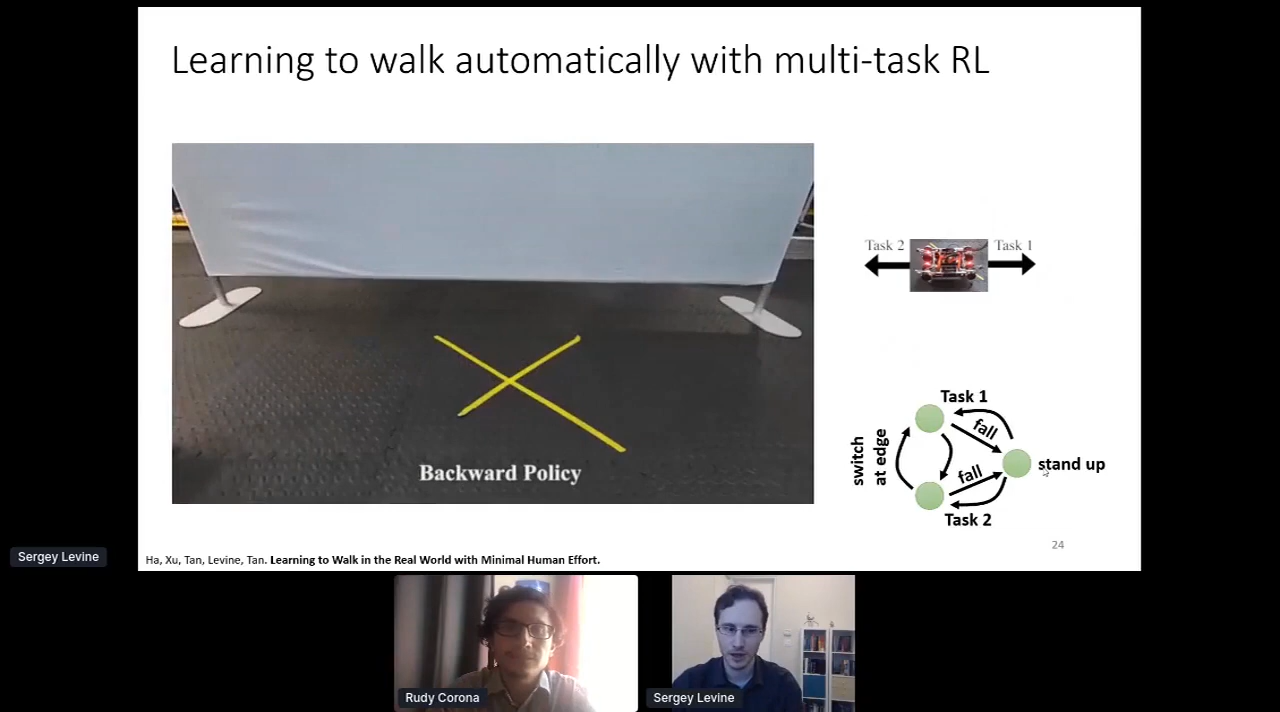 Learning to walk automatically with multi-task RL
Task 2
Task 1
Backward Policy
Task 1
fall
switch
at edge
stand up
fall
Task 2
24
Ha, Xu, Tan, Levine, Tan. Learning to Walk in the Real World with Minimal Human Effort.
Sergey Levine
Rudy Corona
Sergey Levine